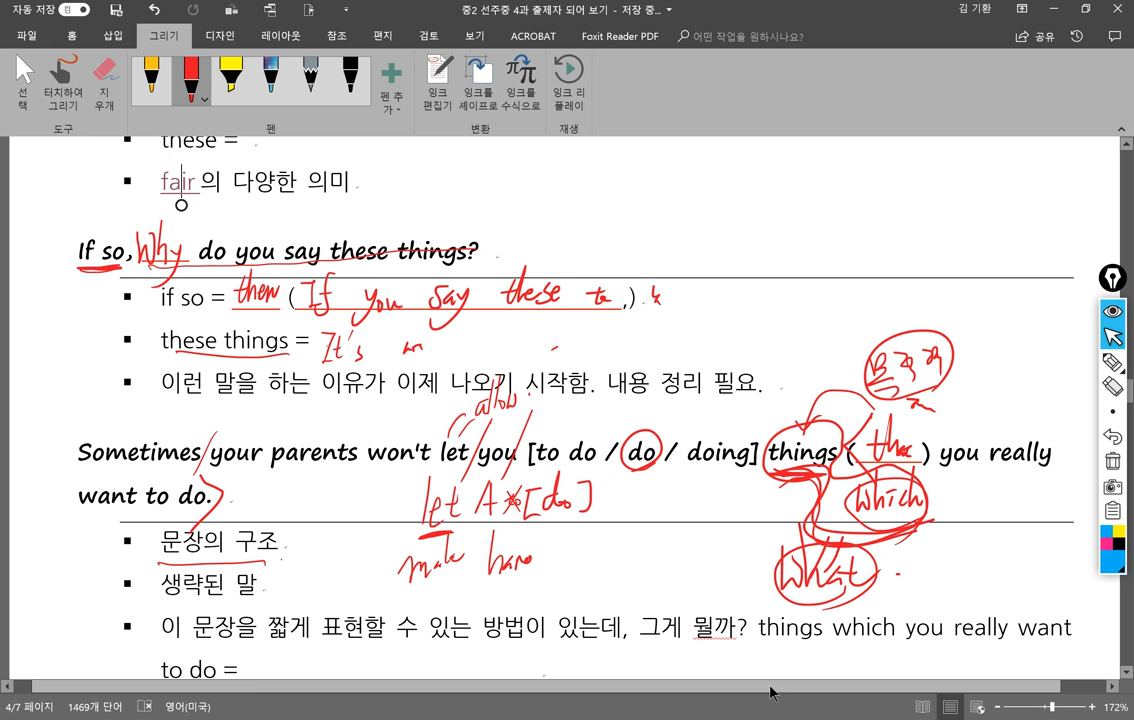 자동 저장 켬 중2 선주중 4과 출제자 되어 보기 - 저장 중... 김 기환
파일 홈 삽입 그리기 디자인 레이아웃 참조 편지 검토 보기 ACROBAT Foxit Reader PDF 어떤 작업을 원하시나요? 공유
선택 터치하여 그리기 지우개 펜 추가 잉크 편집기 잉크를 셰이프로 잉크를 수식으로 잉크 리플레이
도구 펜 변환 재생
these =
fair의 다양한 의미
If so, Why do you say these things?
if so = then (If you say these ,)
these things = It's
이런 말을 하는 이유가 이제 나오기 시작함. 내용 정리 필요.
allow
Sometimes your parents won't let you [to do / do / doing] things ( ) you really
want to do.
let A [do]
which
문장의 구조
make have
what
생략된 말
이 문장을 짧게 표현할 수 있는 방법이 있는데, 그게 뭘까? things which you really want
to do =
4/7 페이지 1469개 단어 영어(미국) 172%